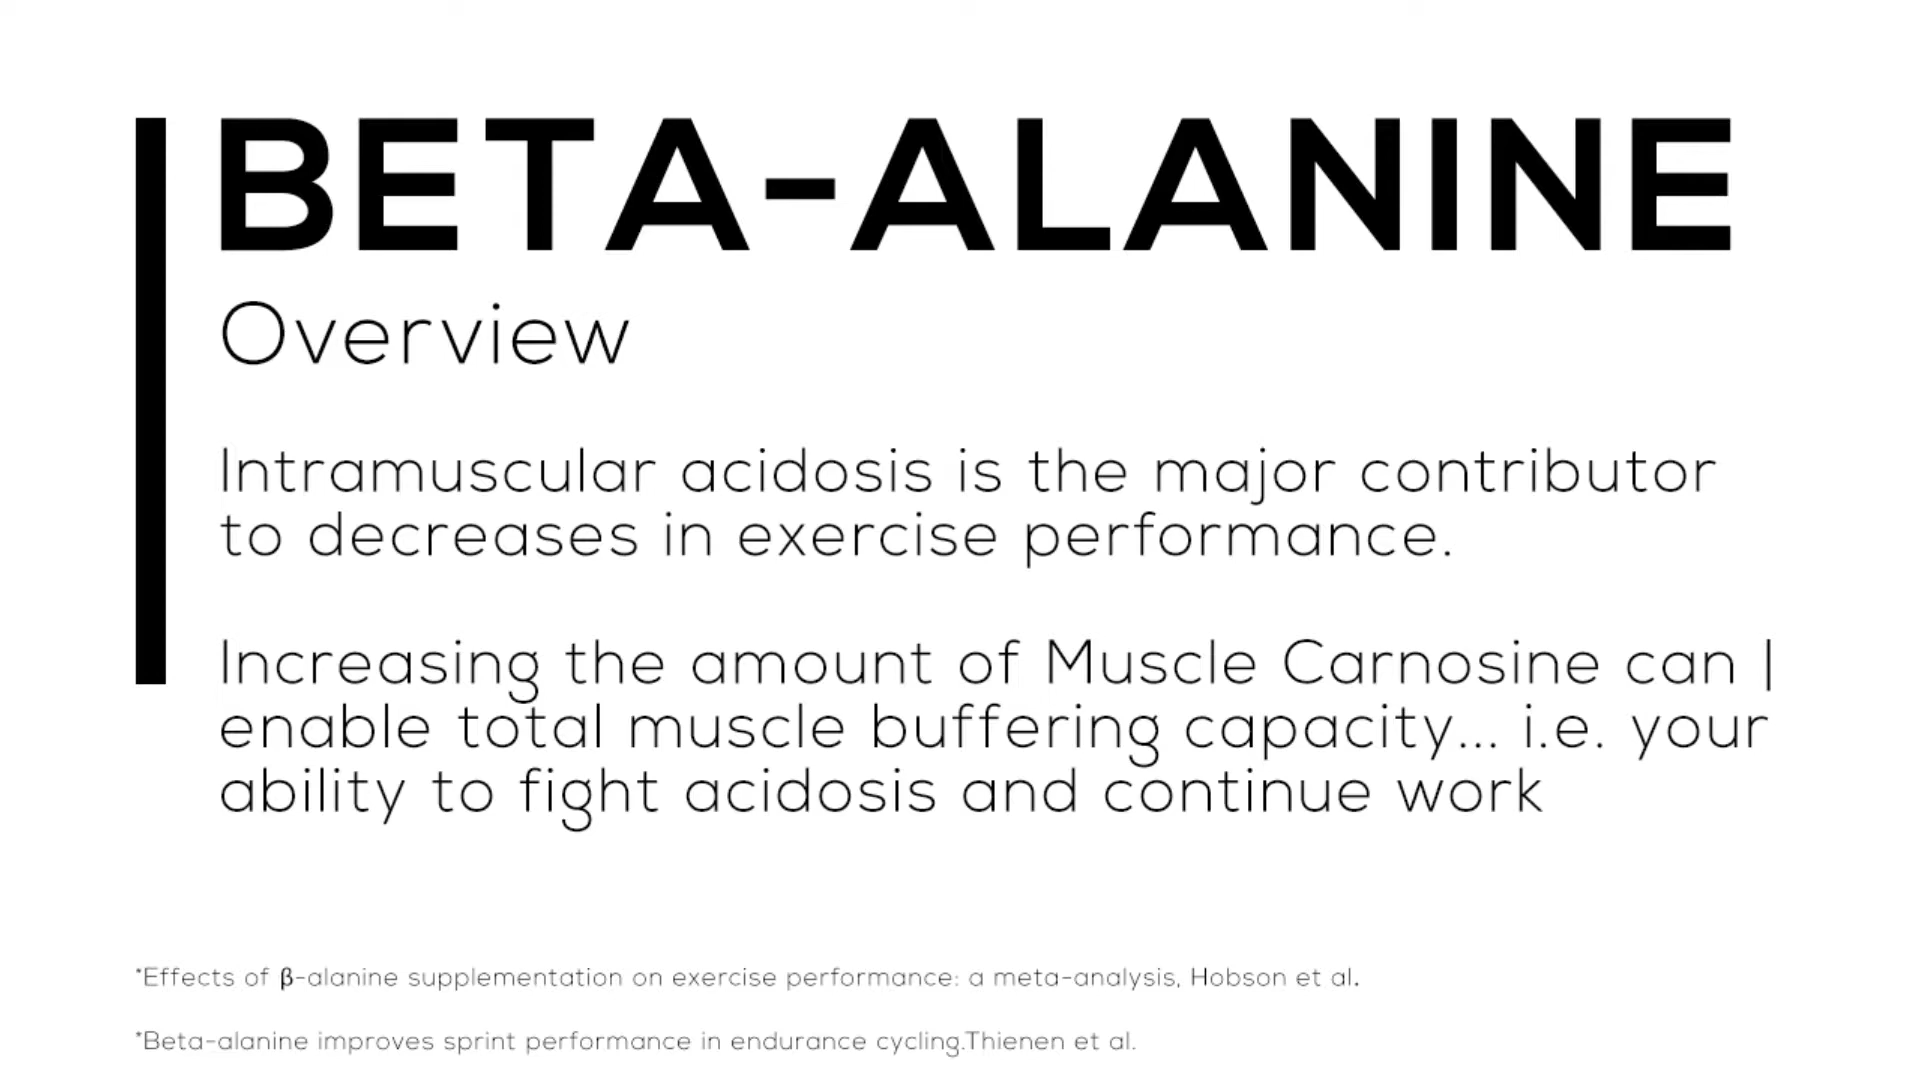 BETA-ALANINE
Overview
Intramuscular acidosis is the major contributor
to decreases in exercise performance.
Increasing the amount of Muscle Carnosine can |
enable total muscle buffering capacity... i.e. your
ability to fight acidosis and continue work
*Effects of β-alanine supplementation on exercise performance: a meta-analysis, Hobson et al.
*Beta-alanine improves sprint performance in endurance cycling.Thienen et al.